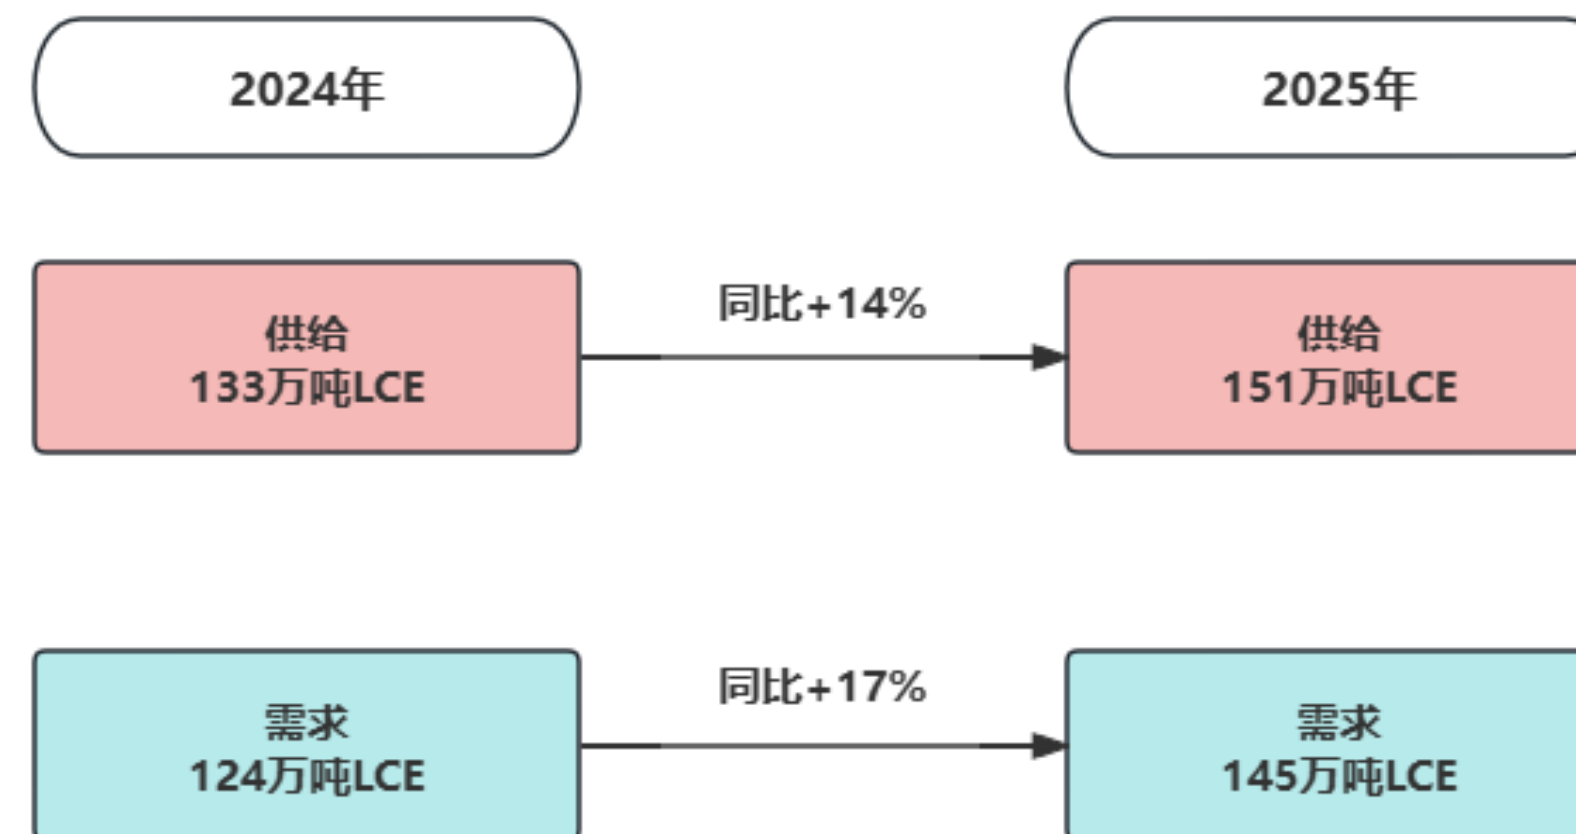 2024年
2025年
供给
133万吨LCE
同比+14%
供给
151万吨LCE
需求
124万吨LCE
同比+17%
需求
145万吨LCE